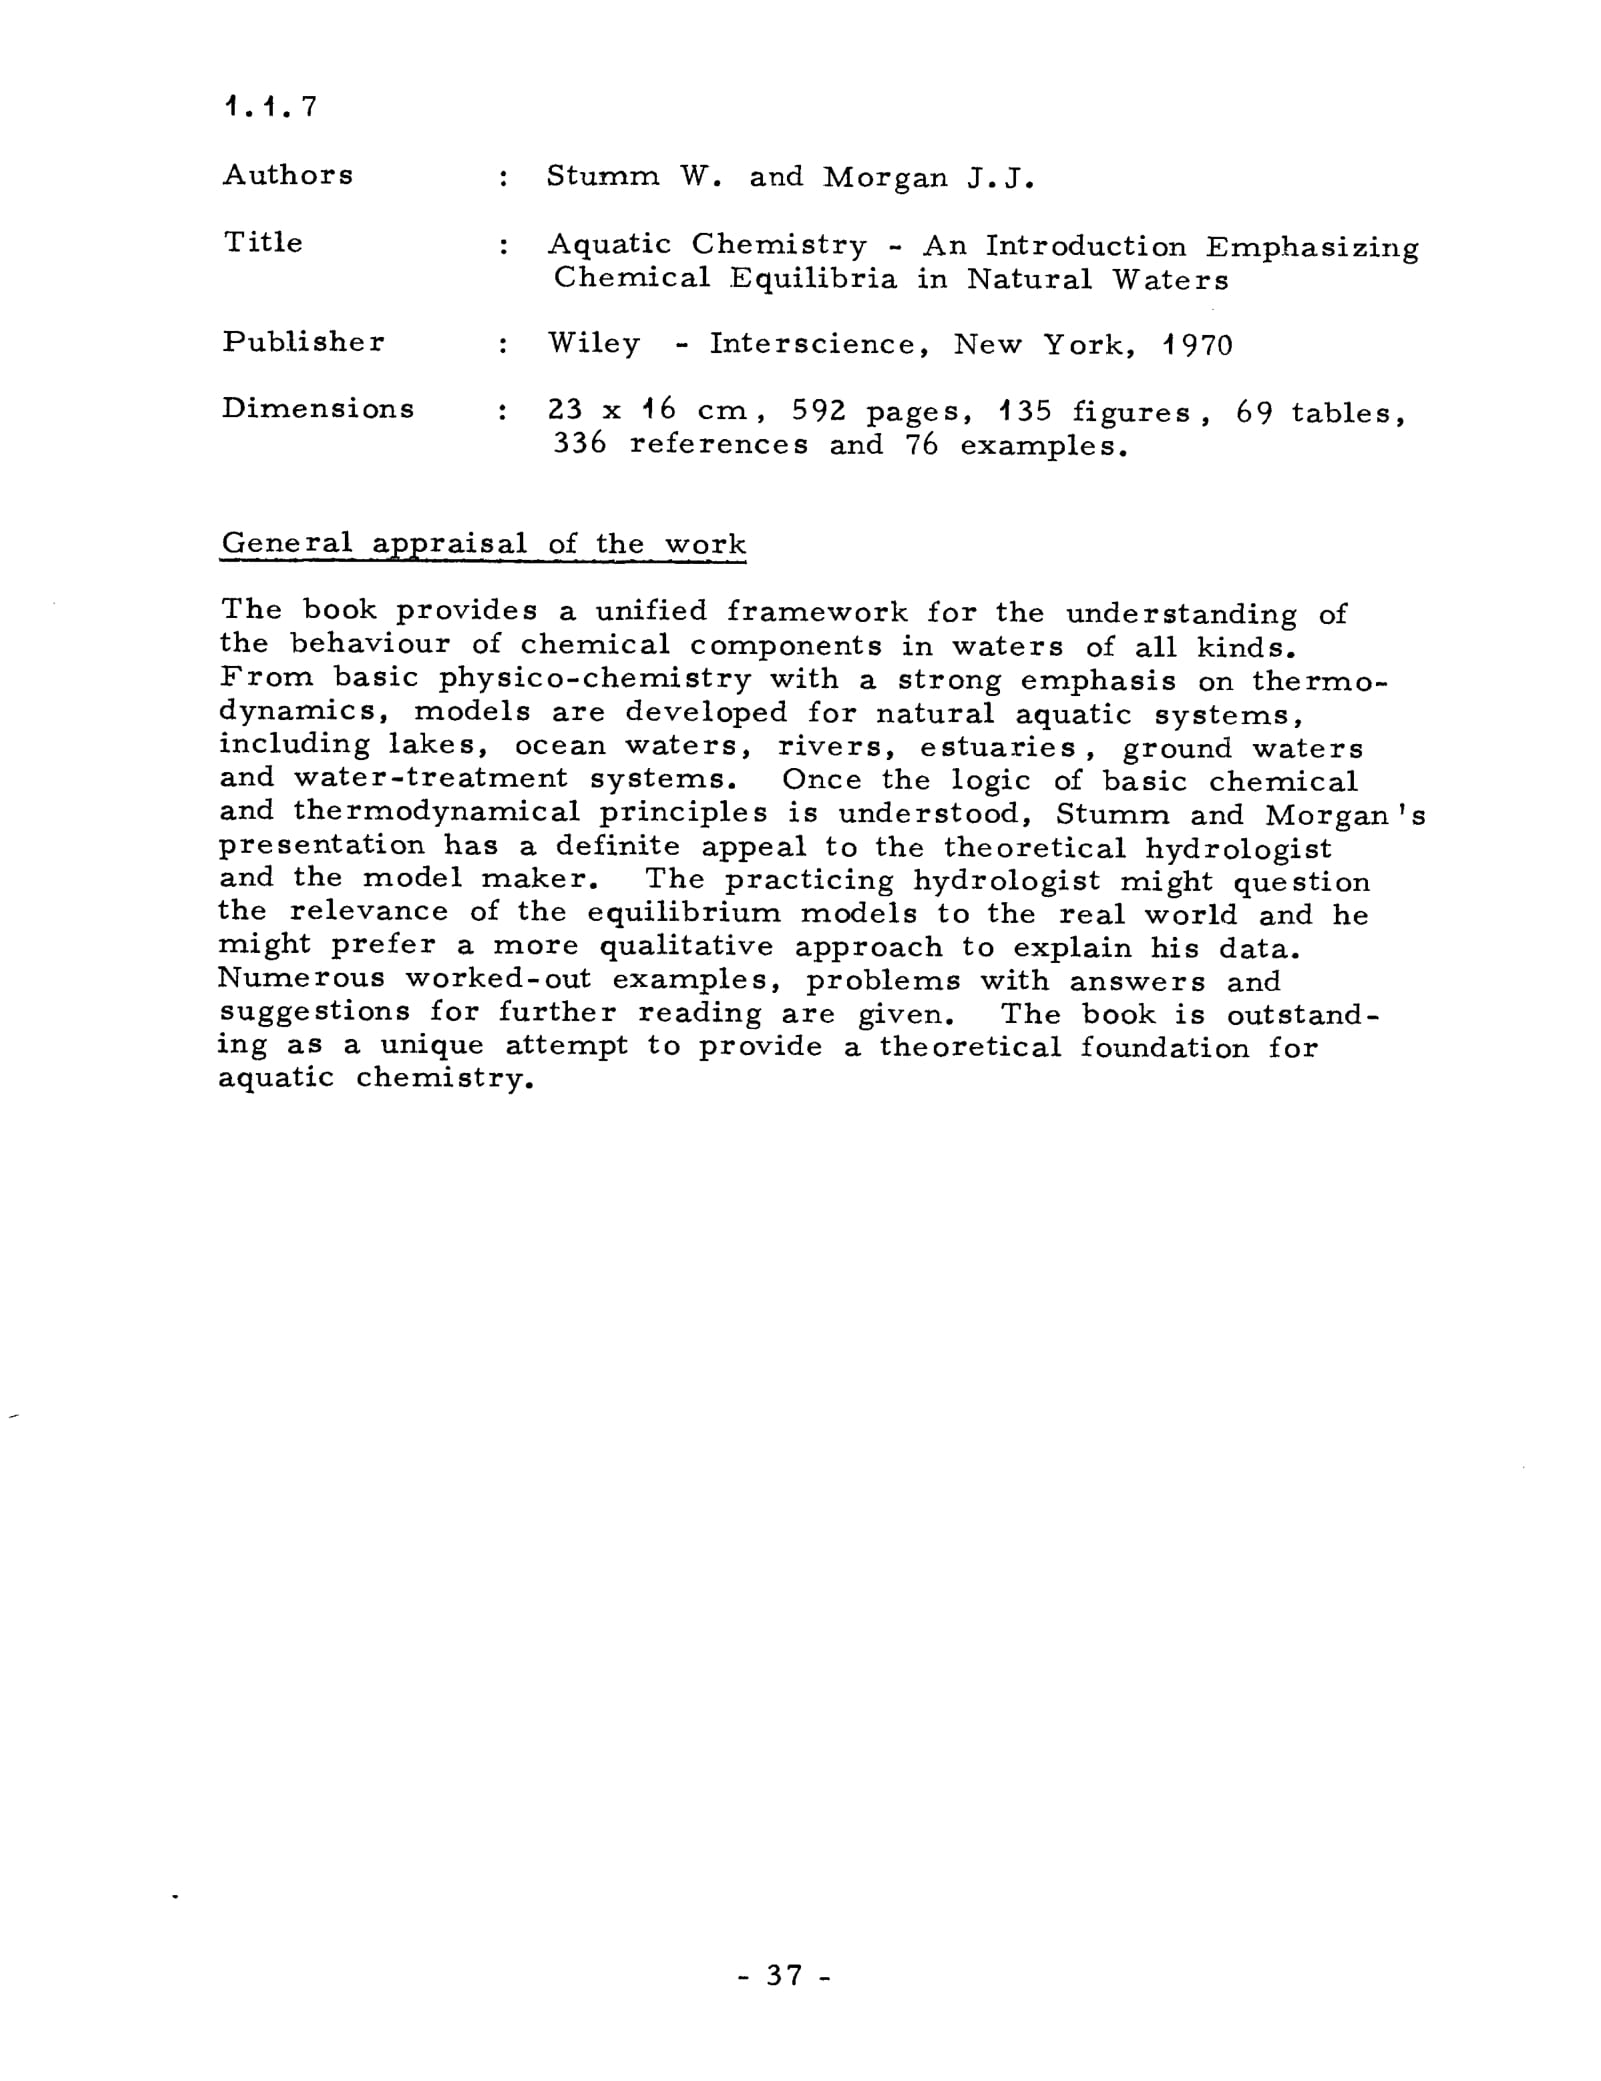 1.1.7
Authors : Stumm W. and Morgan J.J.
Title : Aquatic Chemistry - An Introduction Emphasizing
Chemical Equilibria in Natural Waters
Publisher : Wiley - Interscience, New York, 1970
Dimensions : 23 x 16 cm, 592 pages, 135 figures, 69 tables,
336 references and 76 examples.
General appraisal of the work
The book provides a unified framework for the understanding of
the behaviour of chemical components in waters of all kinds.
From basic physico-chemistry with a strong emphasis on thermo-
dynamics, models are developed for natural aquatic systems,
including lakes, ocean waters, rivers, estuaries, ground waters
and water-treatment systems. Once the logic of basic chemical
and thermodynamical principles is understood, Stumm and Morgan's
presentation has a definite appeal to the theoretical hydrologist
and the model maker. The practicing hydrologist might question
the relevance of the equilibrium models to the real world and he
might prefer a more qualitative approach to explain his data.
Numerous worked-out examples, problems with answers and
suggestions for further reading are given. The book is outstand-
ing as a unique attempt to provide a theoretical foundation for
aquatic chemistry.
- 37 -